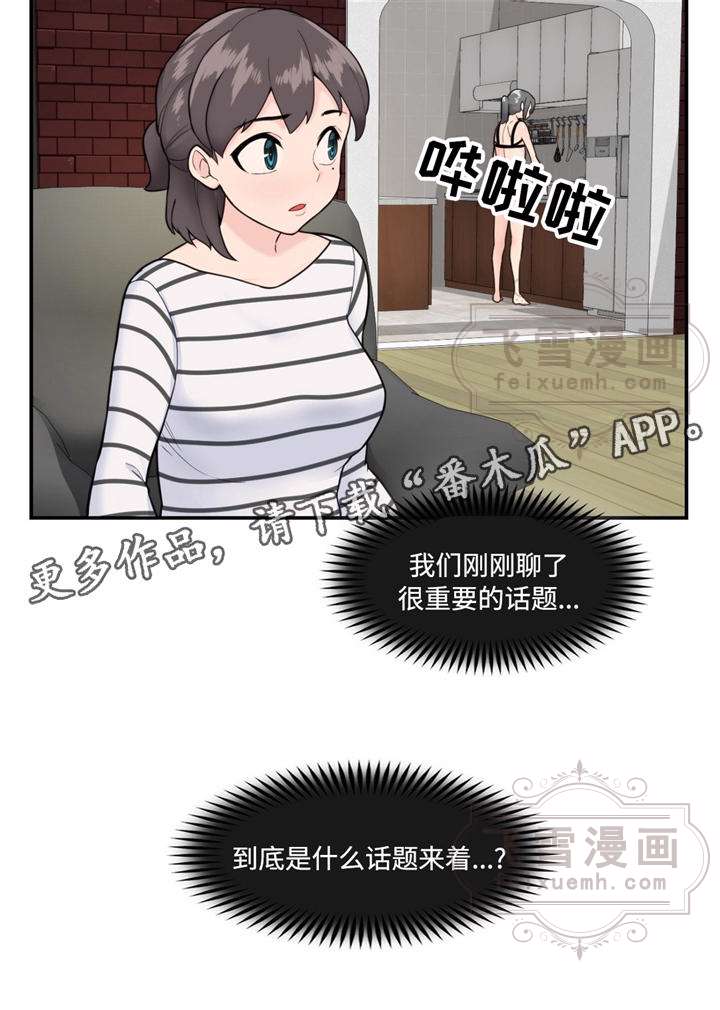 哗啦啦
飞雪漫画
feixuemh.com
更多作品，请下载“番木瓜”APP。
我们刚刚聊了
很重要的话题...
到底是什么话题来着...?
飞雪漫画
feixuemh.com